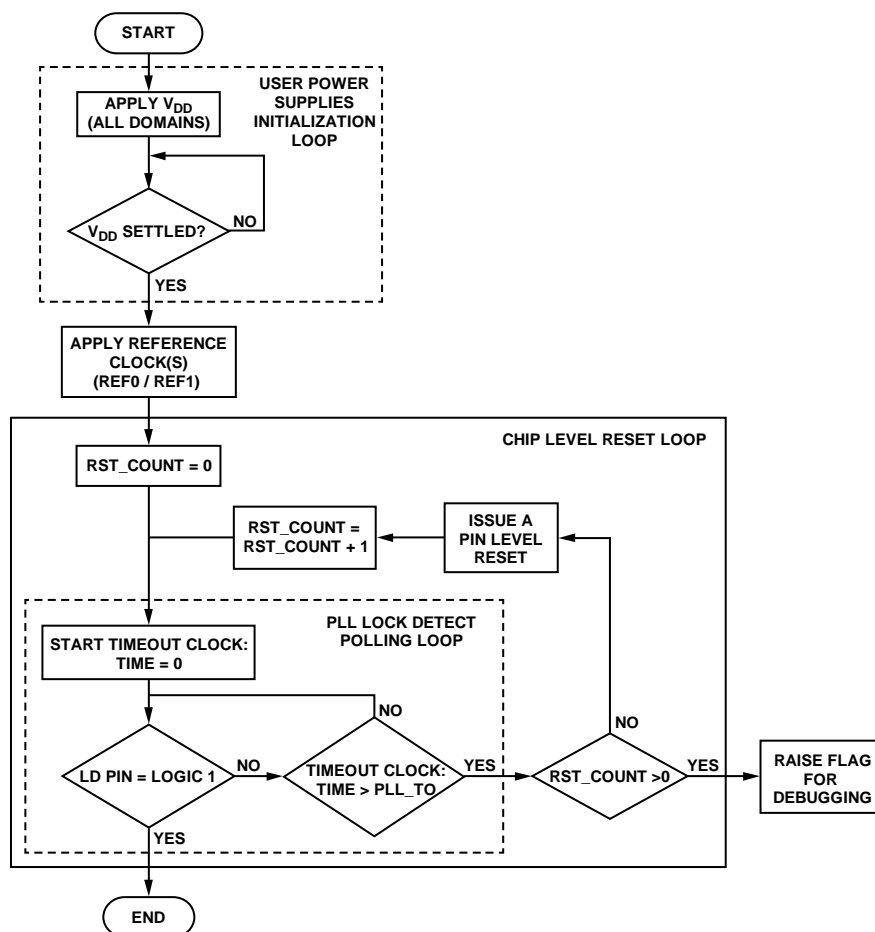 START
USER POWER
SUPPLIES
INITIALIZATION
LOOP
APPLY VDD
(ALL DOMAINS)
VDD SETTLED?
NO
YES
APPLY REFERENCE
CLOCK(S)
(REF0 / REF1)
CHIP LEVEL RESET LOOP
RST_COUNT = 0
RST_COUNT =
RST_COUNT + 1
ISSUE A
PIN LEVEL
RESET
PLL LOCK DETECT
POLLING LOOP
START TIMEOUT CLOCK:
TIME = 0
NO
NO
LD PIN = LOGIC 1
NO
TIMEOUT CLOCK:
TIME > PLL_TO
YES
RST_COUNT >0
YES
RAISE FLAG
FOR
DEBUGGING
YES
END